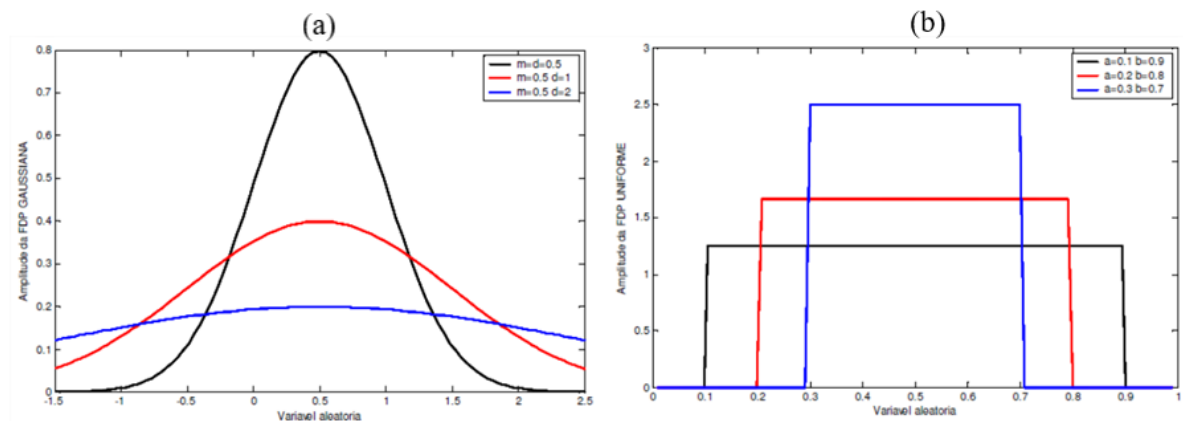 (a)
Amplitude da FDP GAUSSIANA
0.8
0.7
0.6
0.5
0.4
0.3
0.2
0.1
0
m=d=0.5
m=0.5 d=1
m=0.5 d=2
-1.5 -1 -0.5 0 0.5 1 1.5 2 2.5
Variavel aleatoria
(b)
Amplitude da FDP UNIFORME
3
2.5
2
1.5
1
0.5
0
a=0.1 b=0.9
a=0.2 b=0.8
a=0.3 b=0.7
0 0.1 0.2 0.3 0.4 0.5 0.6 0.7 0.8 0.9 1
Variavel aleatoria